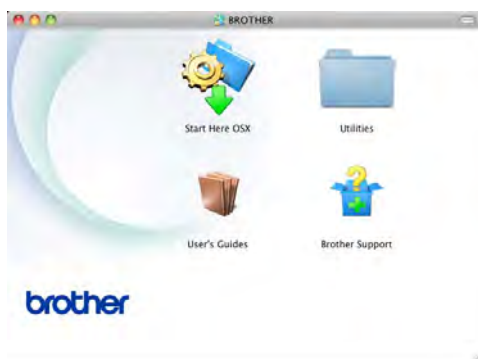 BROTHER
Start Here OSX
Utilities
User's Guides
Brother Support
brother